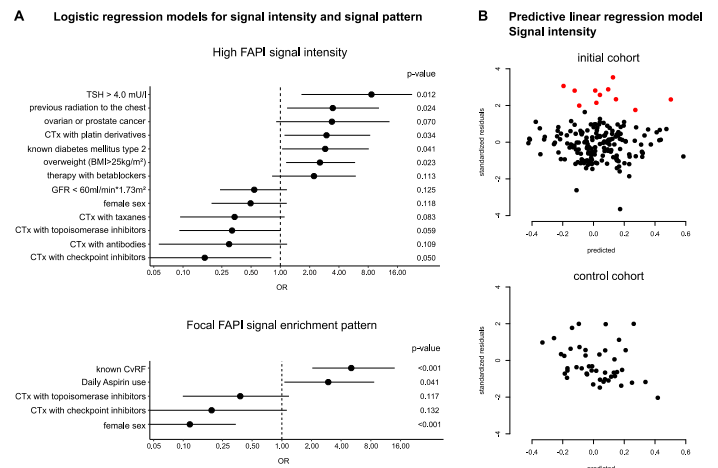 A Logistic regression models for signal intensity and signal pattern
High FAPI signal intensity
p-value
TSH > 4.0 mU/l 0.012
previous radiation to the chest 0.024
ovarian or prostate cancer 0,070
CTx with platin derivatives 0.034
known diabetes mellitus type 2 0.041
overweight (BMI>25kg/m²) 0.023
therapy with betablockers 0.113
GFR < 60ml/min*1.73m² 0.125
female sex 0.118
CTx with taxanes 0.083
CTx with topoisomerase inhibitors 0.059
CTx with antibodies 0.109
CTx with checkpoint inhibitors 0,050
0.05 0,10 0,50 1.00 2.00 4.00 8.00 16.00
OR
Focal FAPI signal enrichment pattern
p-value
known CvRF <0.001
Daily Aspirin use 0.041
CTx with topoisomerase inhibitors 0.117
CTx with checkpoint inhibitors 0.132
female sex <0.001
0.05 0.10 0.50 1.00 2.00 4.00 8.00 16.00
OR
B Predictive linear regression model
Signal intensity
initial cohort
standardized residuals
4
2
0
-2
-4
-0.4 -0.2 0.0 0.2 0.4 0.6
predicted
control cohort
standardized residuals
4
2
0
-2
-4
-0.4 -0.2 0.0 0.2 0.4 0.6
predicted